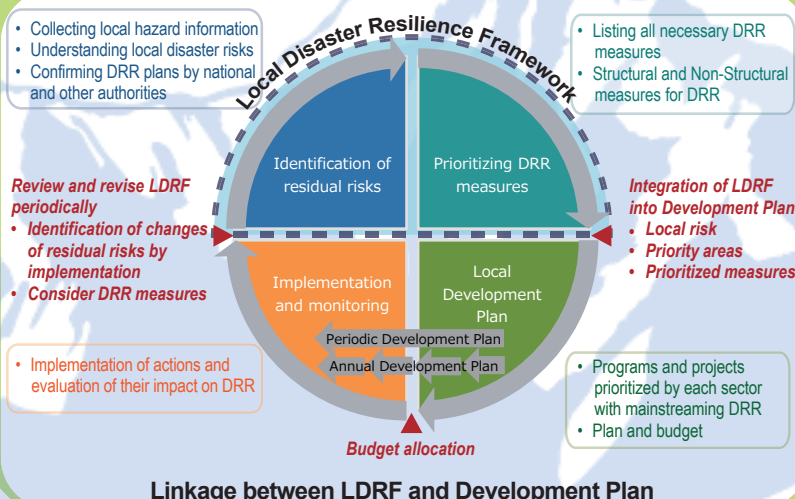 Local Disaster Resilience Framework
• Collecting local hazard information
• Understanding local disaster risks
• Confirming DRR plans by national
and other authorities
• Listing all necessary DRR
measures
• Structural and Non-Structural
measures for DRR
Identification of
residual risks
Prioritizing DRR
measures
Review and revise LDRF
periodically
• Identification of changes
of residual risks by
implementation
• Consider DRR measures
Integration of LDRF
into Development Plan
• Local risk
• Priority areas
• Prioritized measures
Implementation
and monitoring
Local
Development
Plan
Periodic Development Plan
Annual Development Plan
• Implementation of actions and
evaluation of their impact on DRR
• Programs and projects
prioritized by each sector
with mainstreaming DRR
• Plan and budget
Budget allocation
Linkage between LDRF and Development Plan